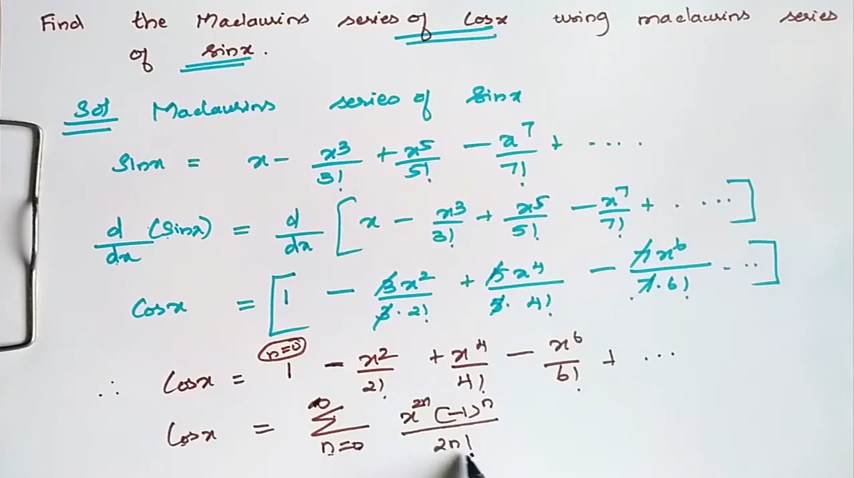 Find the Maclaurins series of Cosx using maclaurins series
of sinx.
Sol Maclaurins series of Sinx
Sinx = x - x³/3! + x⁵/5! - x⁷/7! + .....
d/dx (Sinx) = d/dx [x - x³/3! + x⁵/5! - x⁷/7! + . ...]
Cosx = [1 - 3x²/3·2! + 5x⁴/5·4! - 7x⁶/7·6! ...]
n=0
∴ Cosx = 1 - x²/2! + x⁴/4! - x⁶/6! + ...
Cosx = ∞ Σ n=0 x²ⁿ(-1)ⁿ/2n!